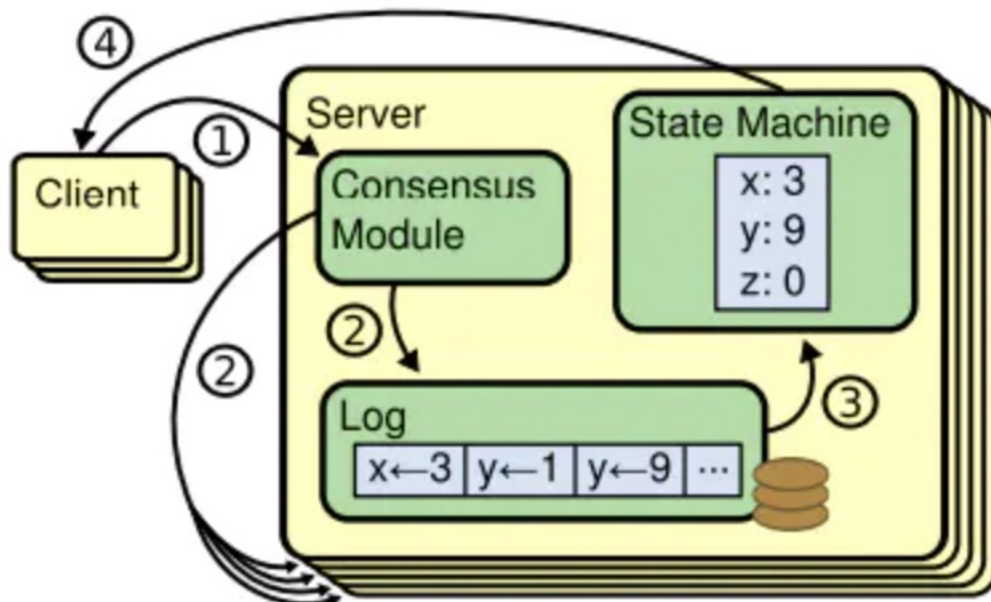 ④
①
Server
State Machine
Client
Consensus
Module
x: 3
y: 9
z: 0
②
②
③
Log
x←3 y←1 y←9 ...